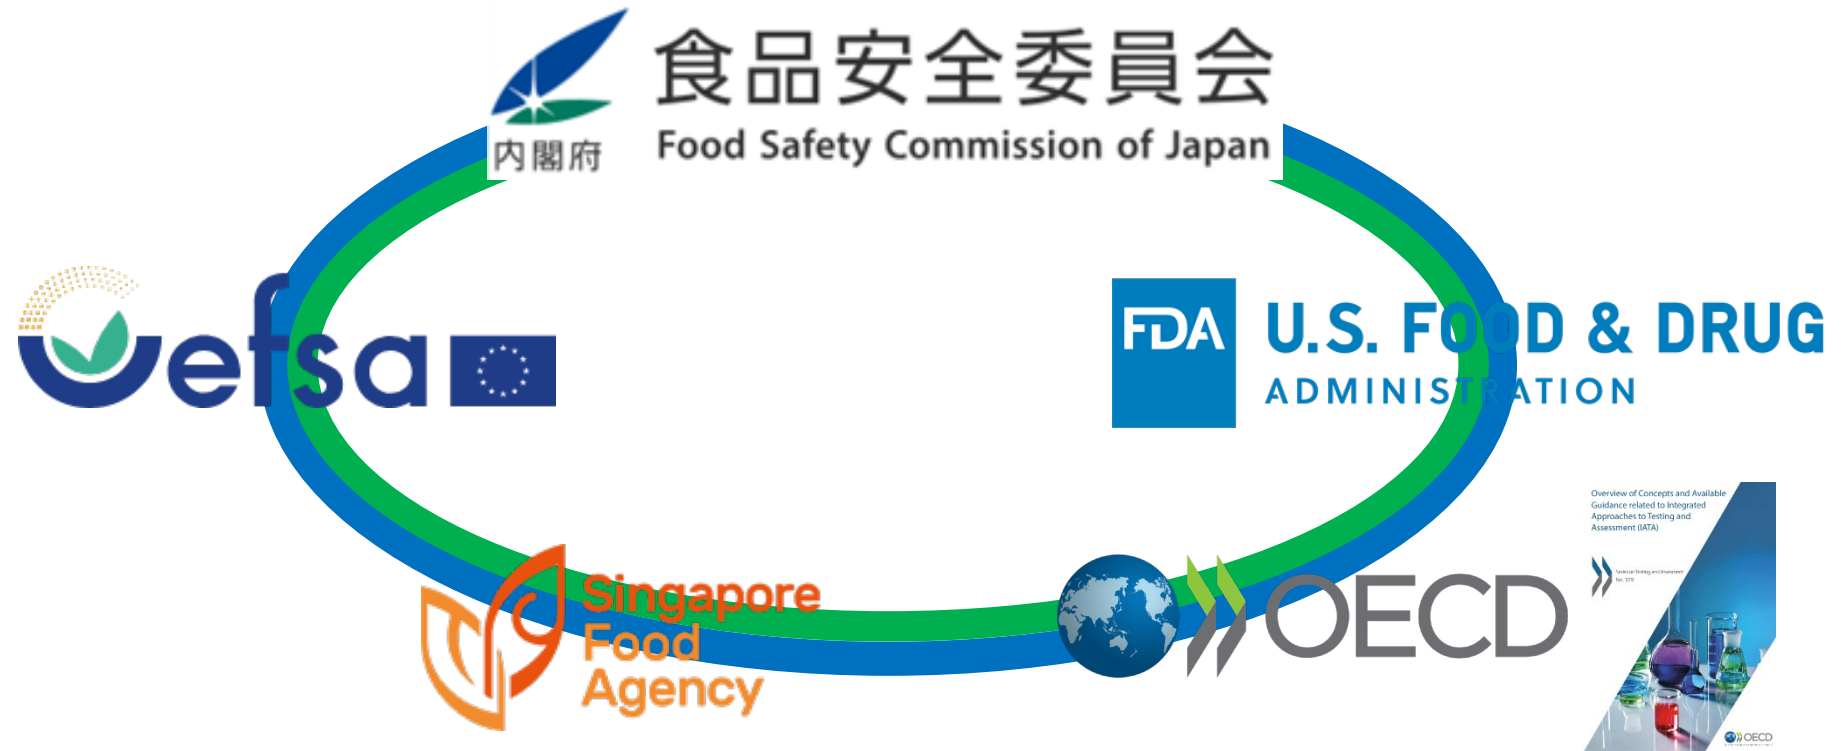 食品安全委員会
Food Safety Commission of Japan
内閣府
efsa
FDA
U.S. FOOD & DRUG
ADMINISTRATION
Singapore
Food
Agency
OECD
Overview of Concepts and Available
Guidance related to Integrated
Approaches to Testing and
Assessment (IATA)
OECD